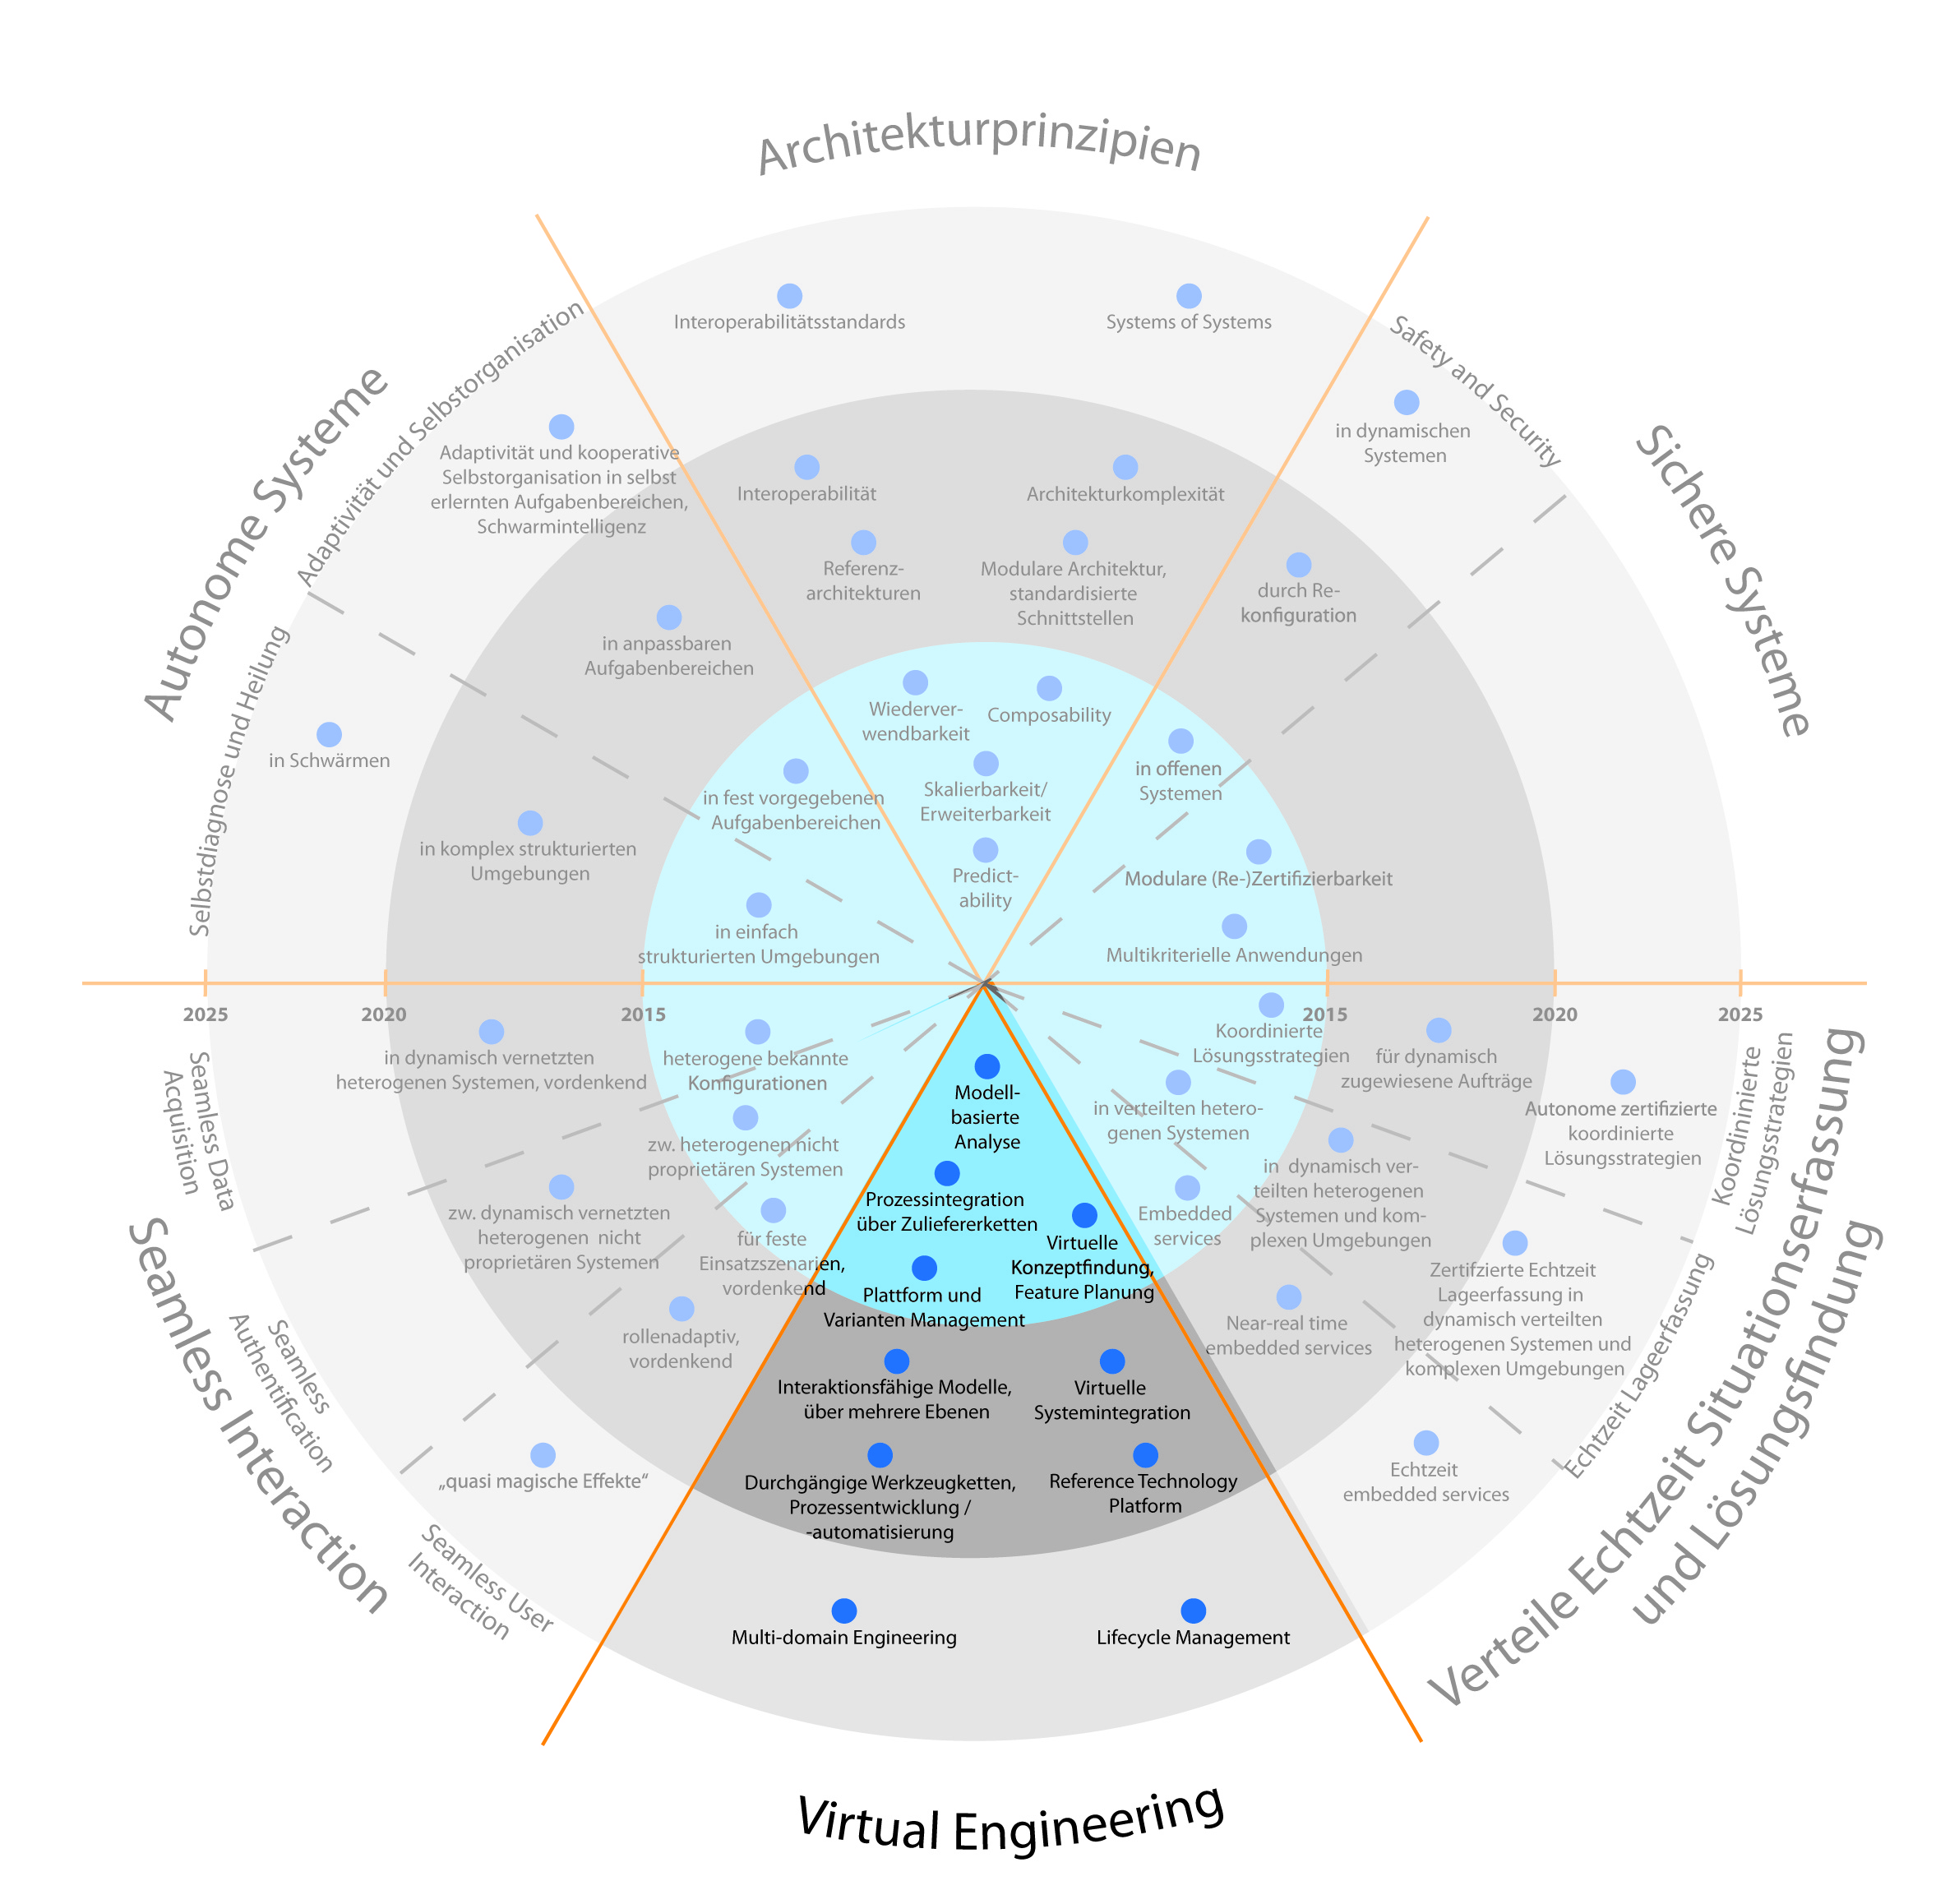 Architekturprinzipien
Interoperabilitätsstandards
Systems of Systems
Interoperabilität
Architekturkomplexität
Referenz-
architekturen
Modulare Architektur,
standardisierte
Schnittstellen
Wiederver-
wendbarkeit
Composability
Skalierbarkeit/
Erweiterbarkeit
Predict-
ability
Sichere Systeme
Safety and Security
in dynamischen
Systemen
durch Re-
konfiguration
in offenen
Systemen
Modulare (Re-)Zertifizierbarkeit
Multikriterielle Anwendungen
Autonome Systeme
Adaptivität und Selbstorganisation
Adaptivität und kooperative
Selbstorganisation in selbst
erlernten Aufgabenbereichen,
Schwarmintelligenz
in anpassbaren
Aufgabenbereichen
in fest vorgegebenen
Aufgabenbereichen
Selbstdiagnose und Heilung
in Schwärmen
in komplex strukturierten
Umgebungen
in einfach
strukturierten Umgebungen
2025
2020
2015
2015
2020
2025
Seamless Interaction
Seamless Data
Acquisition
in dynamisch vernetzten
heterogenen Systemen, vordenkend
heterogene bekannte
Konfigurationen
Seamless
Authentification
zw. heterogenen nicht
proprietären Systemen
zw. dynamisch vernetzten
heterogenen  nicht
proprietären Systemen
Seamless User
Interaction
für feste
Einsatzszenarien,
vordenkend
rollenadaptiv,
vordenkend
„quasi magische Effekte“
Virtual Engineering
Modell-
basierte
Analyse
Prozessintegration
über Zuliefererketten
Virtuelle
Konzeptfindung,
Feature Planung
Plattform und
Varianten Management
Interaktionsfähige Modelle,
über mehrere Ebenen
Virtuelle
Systemintegration
Durchgängige Werkzeugketten,
Prozessentwicklung /
-automatisierung
Reference Technology
Platform
Multi-domain Engineering
Lifecycle Management
Verteile Echtzeit Situationserfassung
und Lösungsfindung
Koordininierte
Lösungsstrategien
Koordinierte
Lösungsstrategien
für dynamisch
zugewiesene Aufträge
Autonome zertifizierte
koordinierte
Lösungsstrategien
Echtzeit Lageerfassung
in verteilten hetero-
genen Systemen
in  dynamisch ver-
teilten heterogenen
Systemen und kom-
plexen Umgebungen
Zertifzierte Echtzeit
Lageerfassung in
dynamisch verteilten
heterogenen Systemen und
komplexen Umgebungen
Embedded
services
Near-real time
embedded services
Echtzeit
embedded services